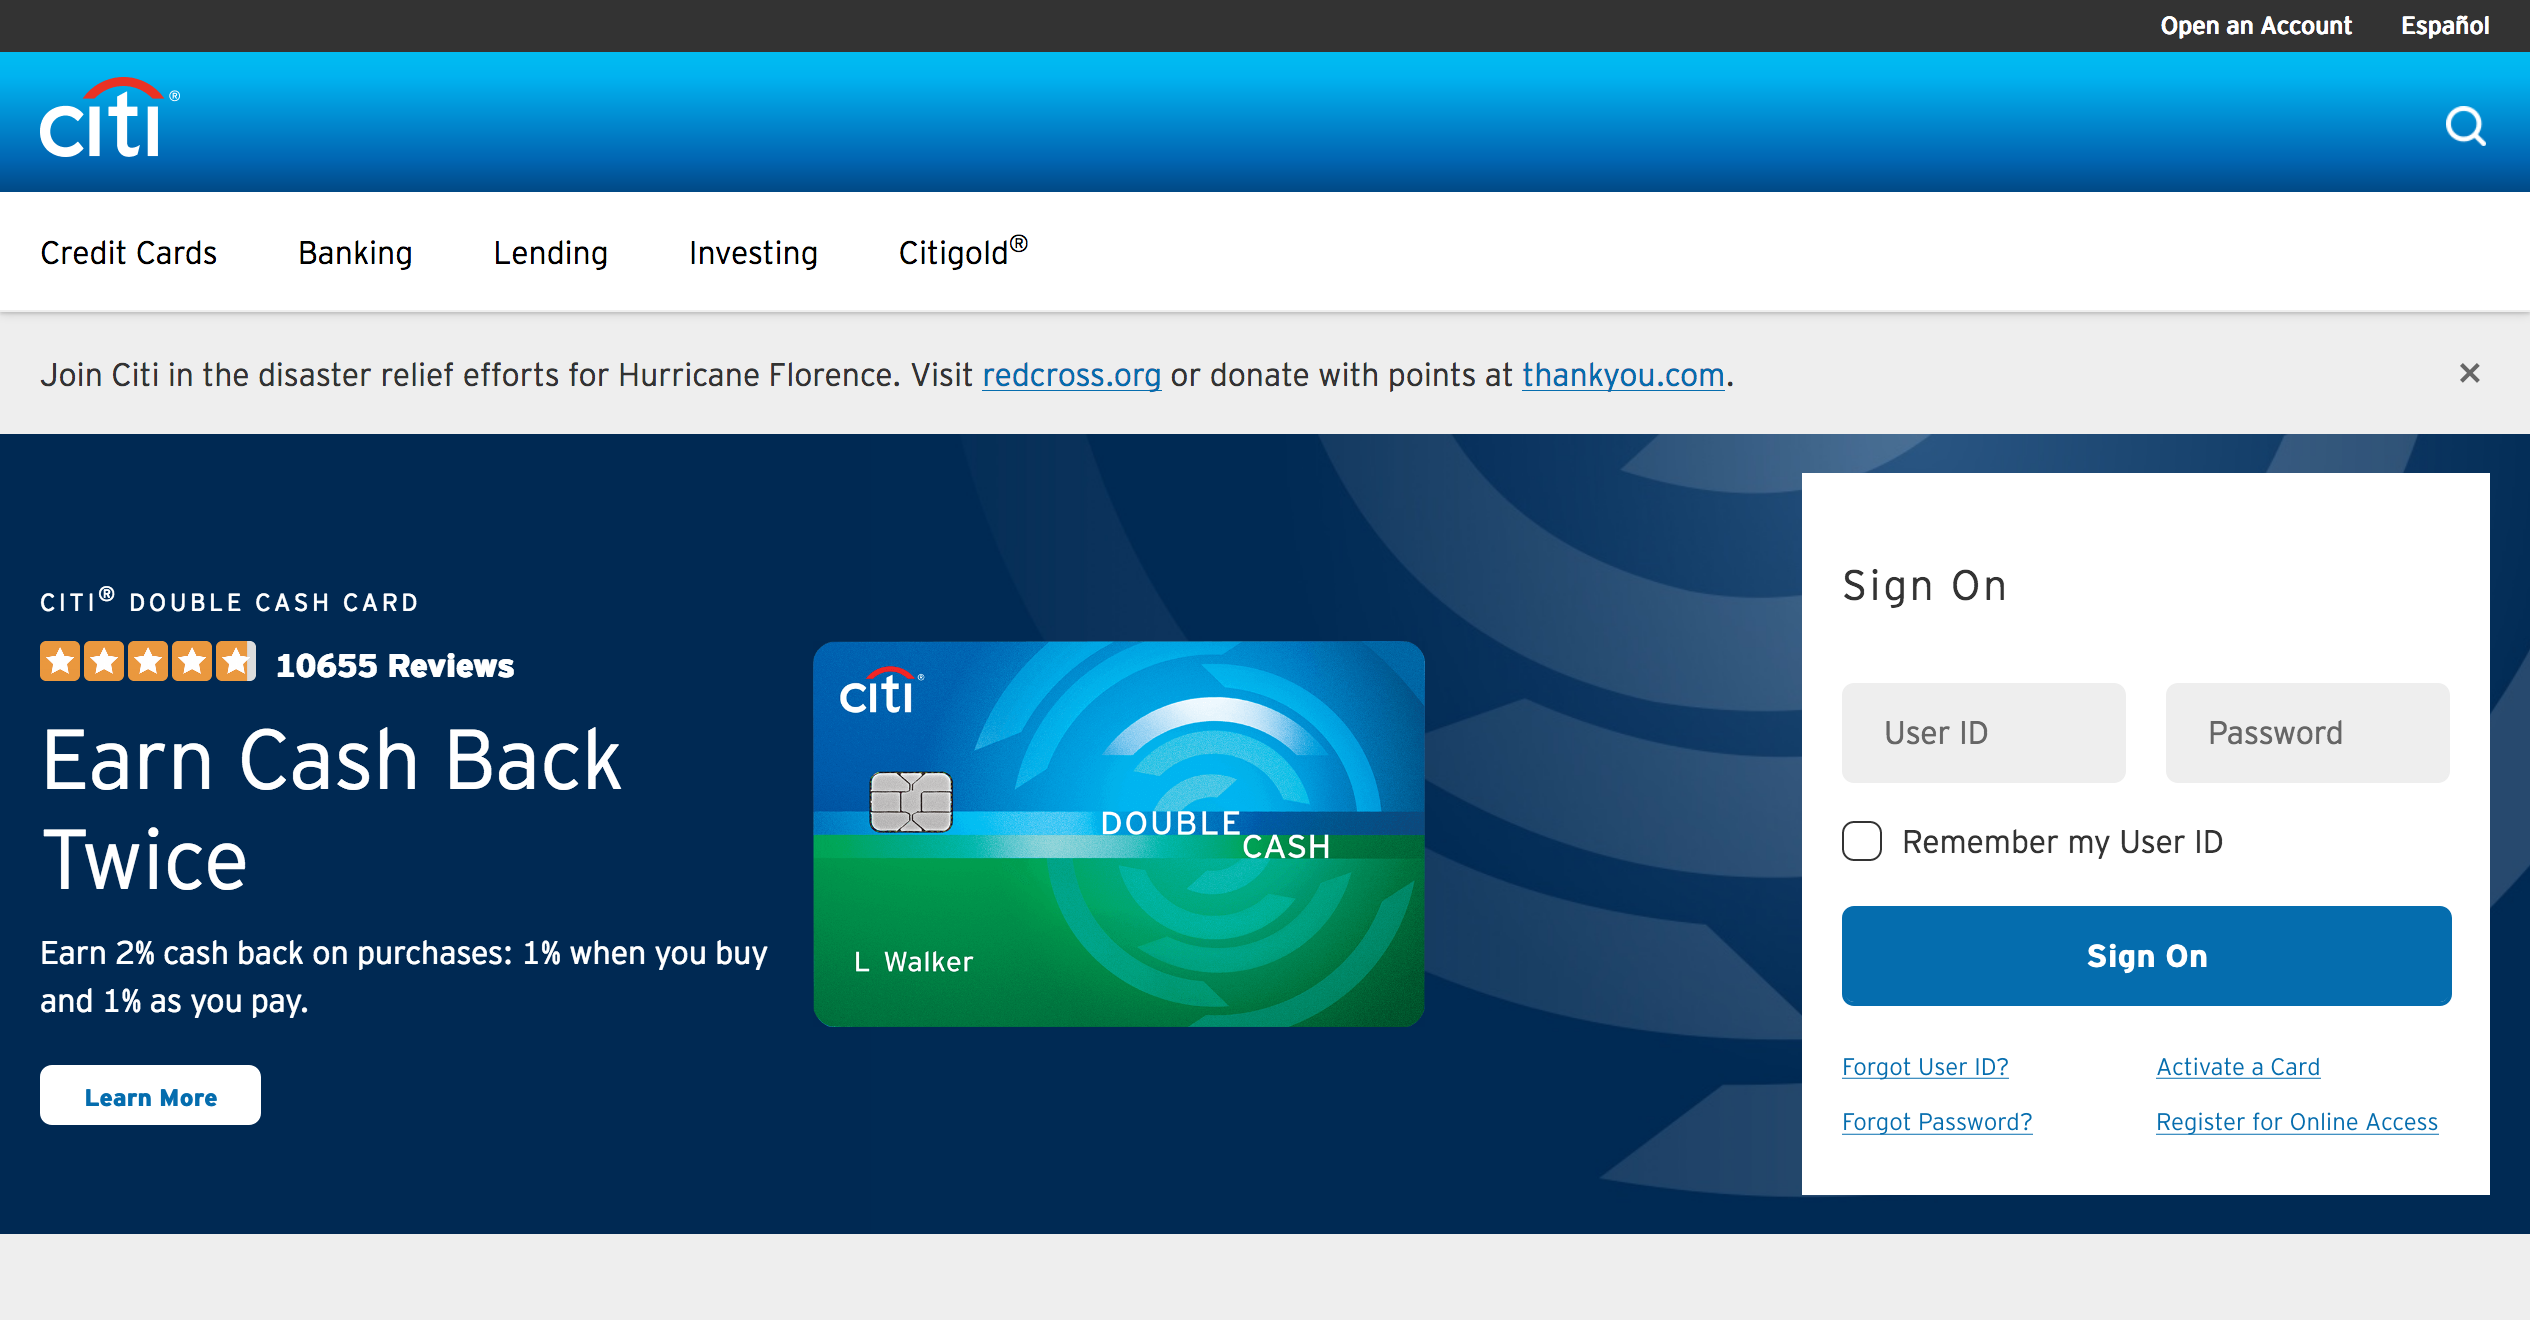 Open an Account Español
citi®
Credit Cards Banking Lending Investing Citigold®
Join Citi in the disaster relief efforts for Hurricane Florence. Visit redcross.org or donate with points at thankyou.com.
CITI® DOUBLE CASH CARD
10655 Reviews
Earn Cash Back
Twice
Earn 2% cash back on purchases: 1% when you buy
and 1% as you pay.
Learn More
citi®
DOUBLE
CASH
L Walker
Sign On
User ID Password
Remember my User ID
Sign On
Forgot User ID? Activate a Card
Forgot Password? Register for Online Access